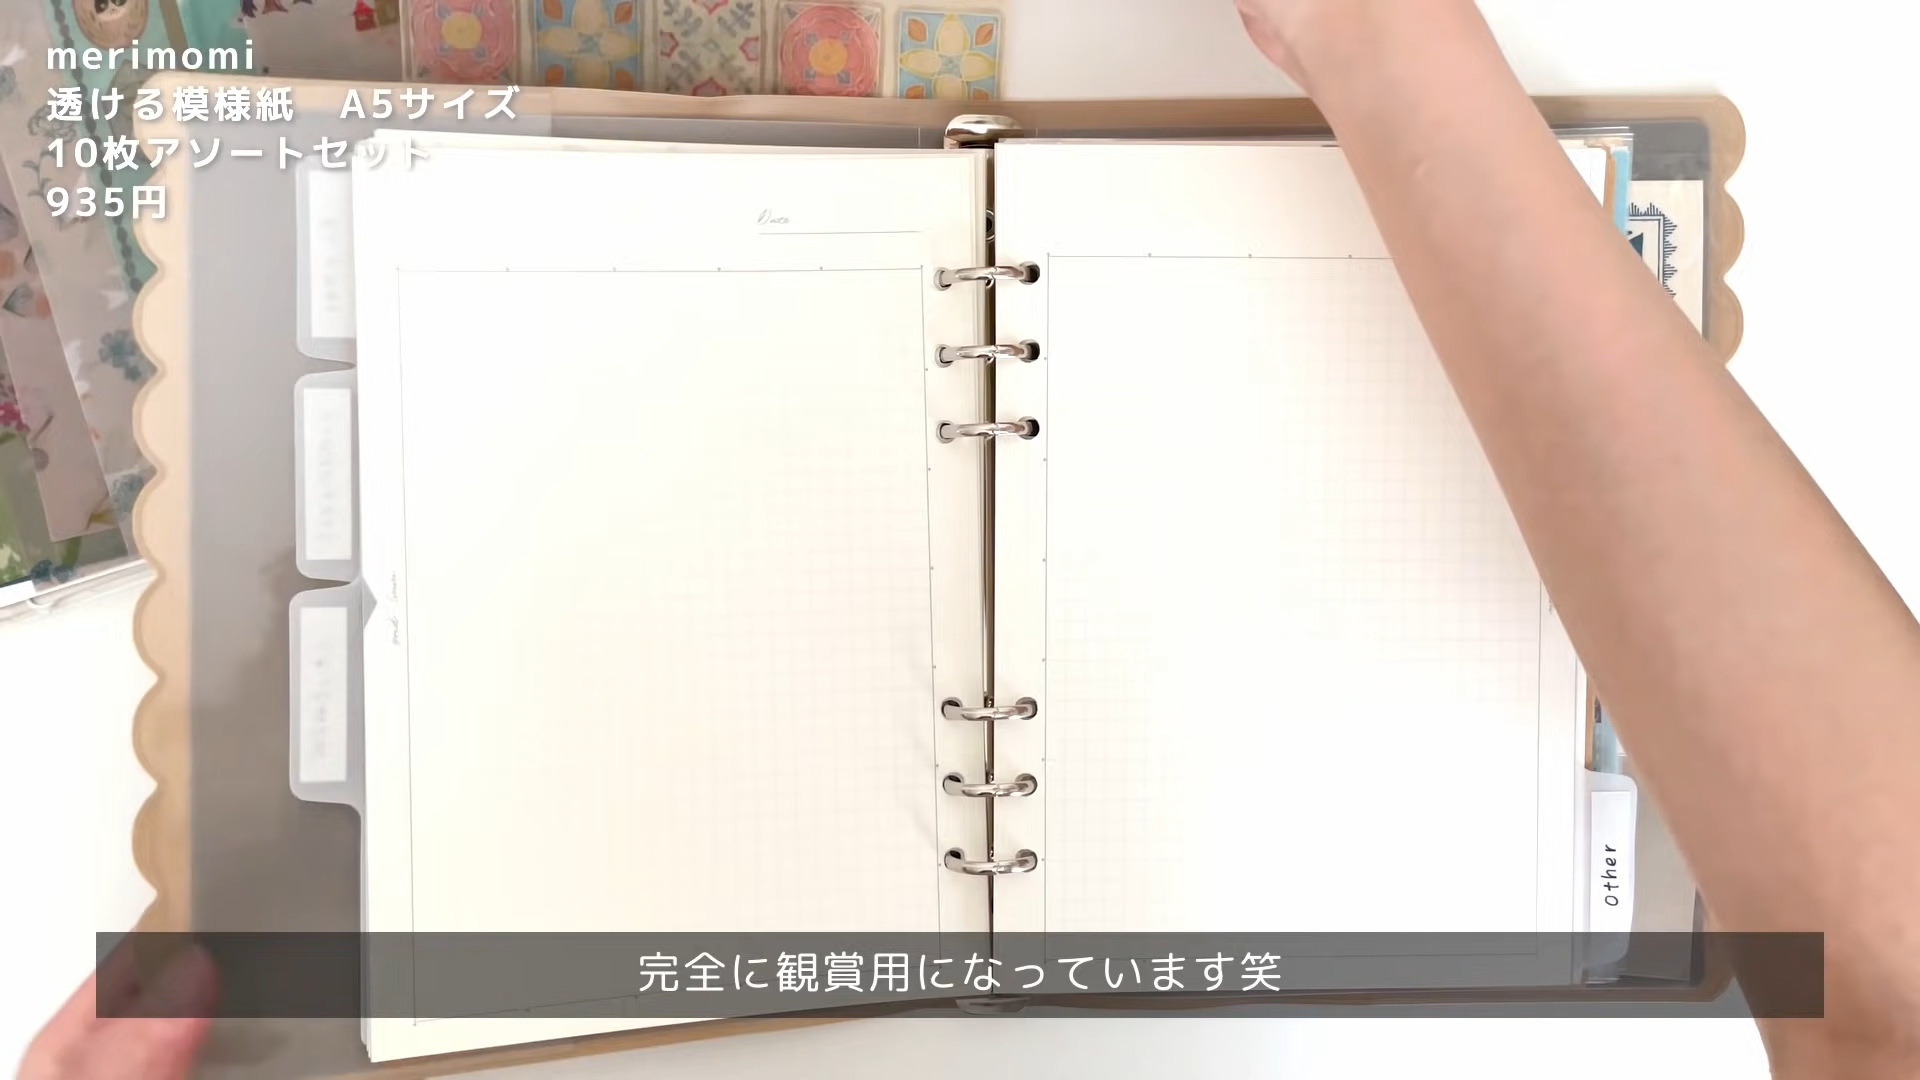 merimomi
透ける模様紙　A5サイズ
10枚アソートセット
935円
Date
Other
完全に観賞用になっています笑